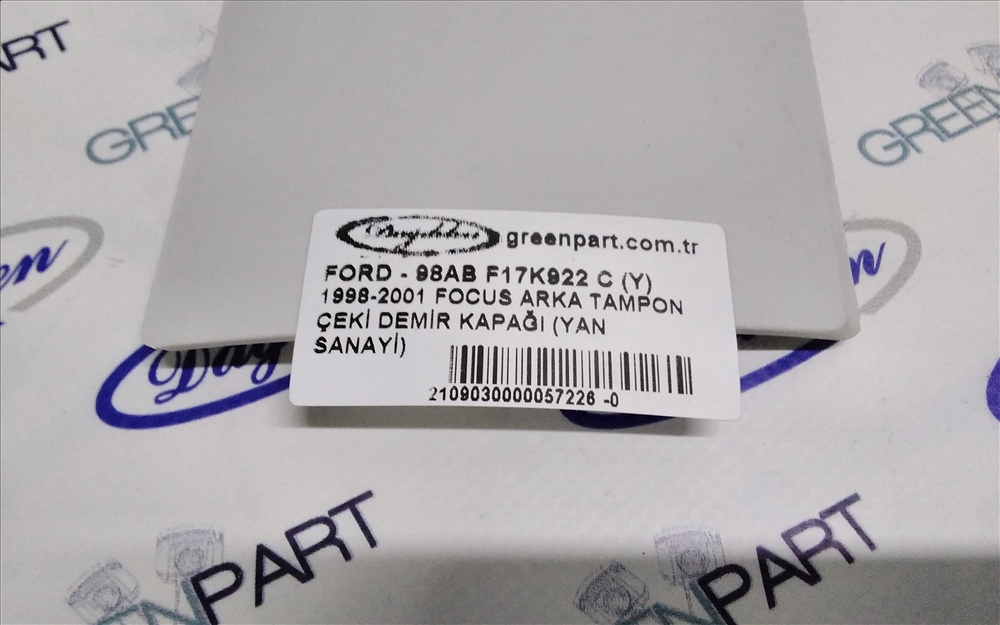 ART
GREEN
GREEN
greenpart.com.tr
FORD - 98AB F17K922 C (Y)
1998-2001 FOCUS ARKA TAMPON
ÇEKİ DEMİR KAPAĞI (YAN
SANAYİ)
2109030000057226 -0
PART
PART